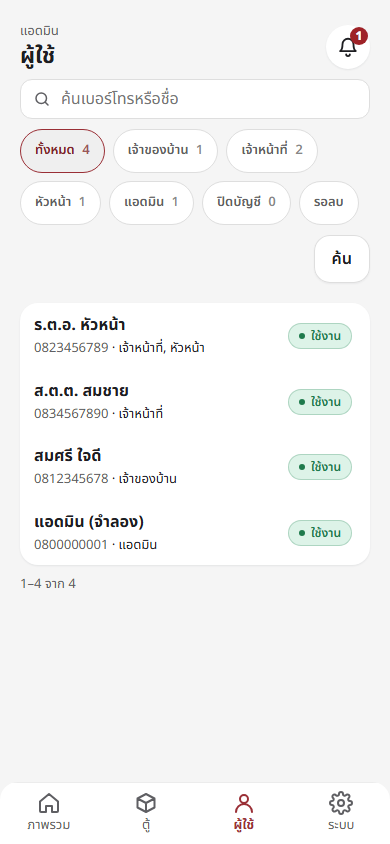 แอดมิน
ผู้ใช้
1
ค้นเบอร์โทรหรือชื่อ
ทั้งหมด 4
เจ้าของบ้าน 1
เจ้าหน้าที่ 2
หัวหน้า 1
แอดมิน 1
ปิดบัญชี 0
รอลบ
ค้น
ร.ต.อ. หัวหน้า
0823456789 · เจ้าหน้าที่, หัวหน้า
ใช้งาน
ส.ต.ต. สมชาย
0834567890 · เจ้าหน้าที่
ใช้งาน
สมศรี ใจดี
0812345678 · เจ้าของบ้าน
ใช้งาน
แอดมิน (จำลอง)
0800000001 · แอดมิน
ใช้งาน
1–4 จาก 4
ภาพรวม
ตู้
ผู้ใช้
ระบบ